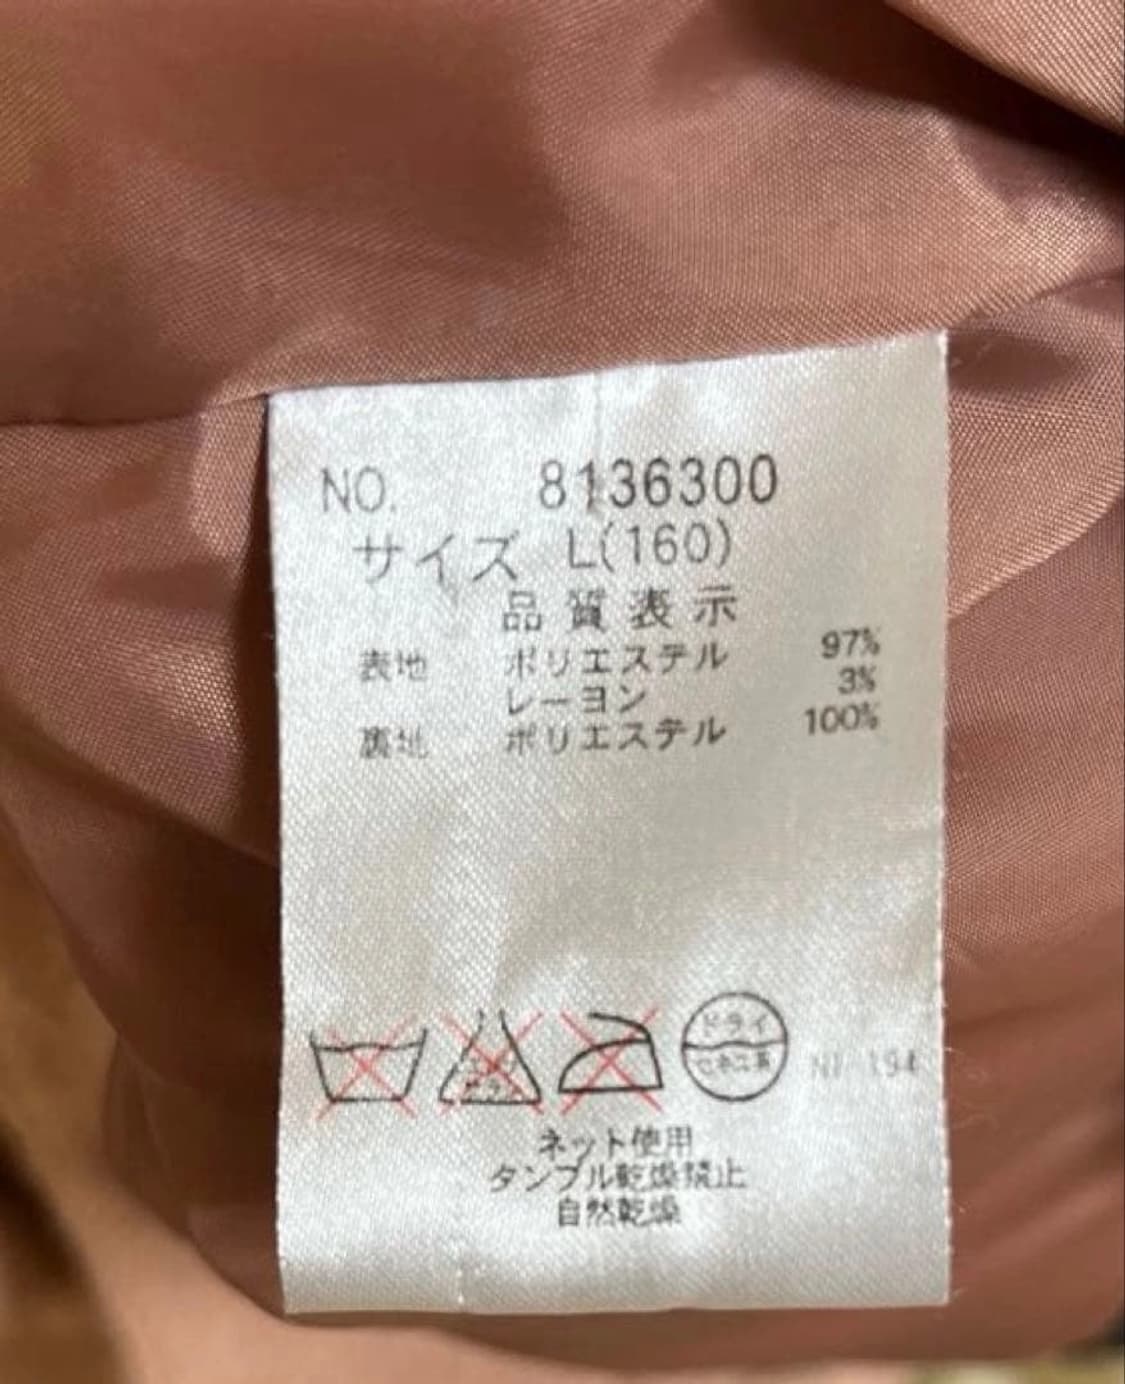 NO. 8136300
サイズ L(160)
品質表示
表地 ポリエステル 97%
レーヨン 3%
裏地 ポリエステル 100%
ドライ
セキユ系
ネット使用
タンブル乾燥禁止
自然乾燥